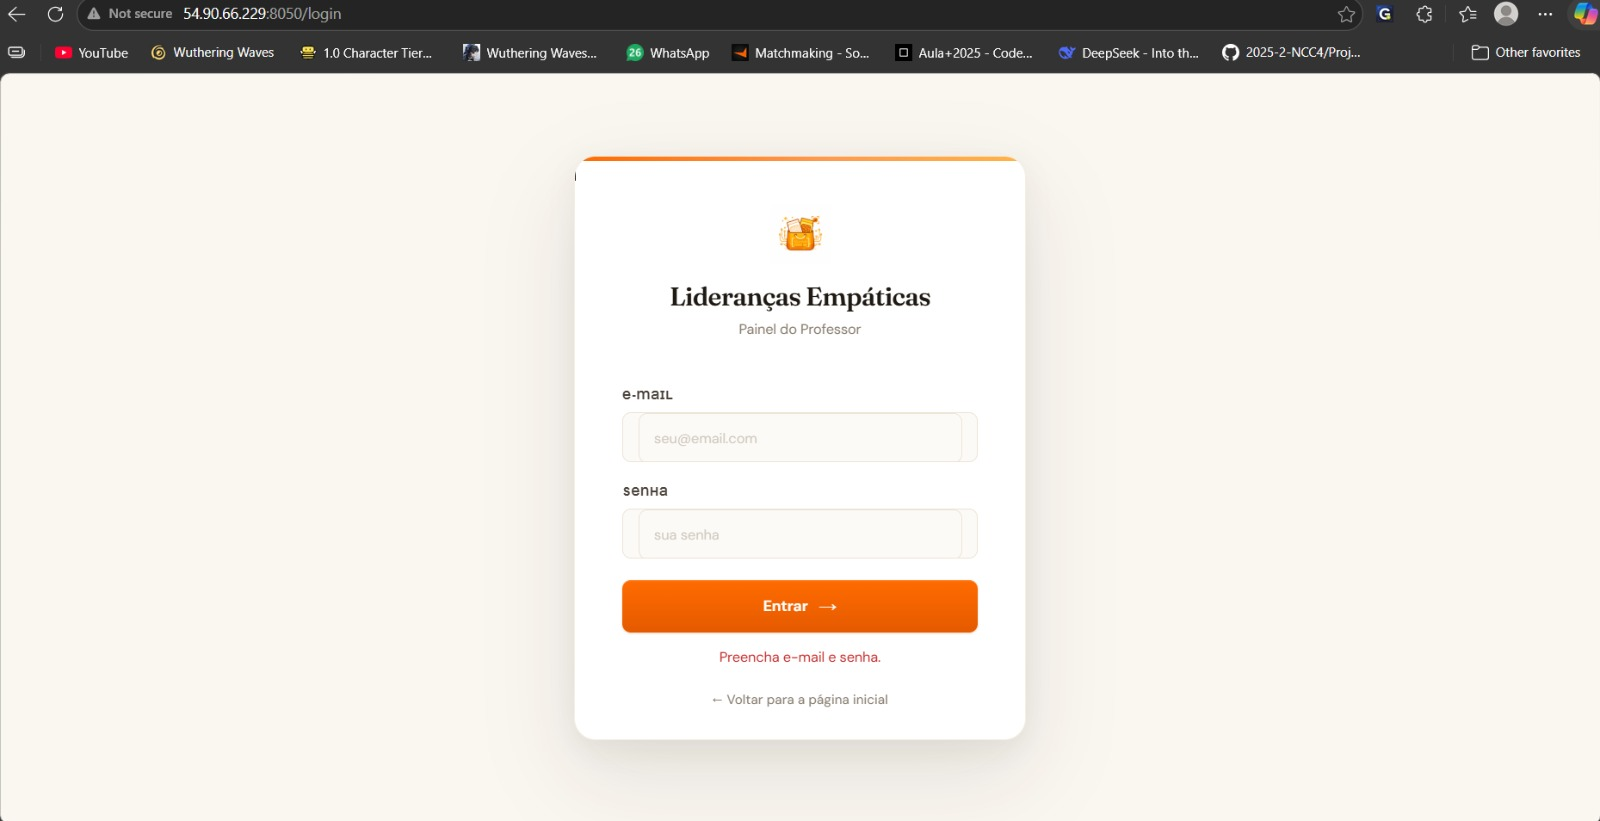 Not secure 54.90.66.229:8050/login
YouTube Wuthering Waves 1.0 Character Tier... Wuthering Waves... 26 WhatsApp Matchmaking - So... Aula+2025 - Code... DeepSeek - Into th... 2025-2-NCC4/Proj... Other favorites
Lideranças Empáticas
Painel do Professor
e-maIL
seu@email.com
senHa
sua senha
Entrar →
Preencha e-mail e senha.
← Voltar para a página inicial